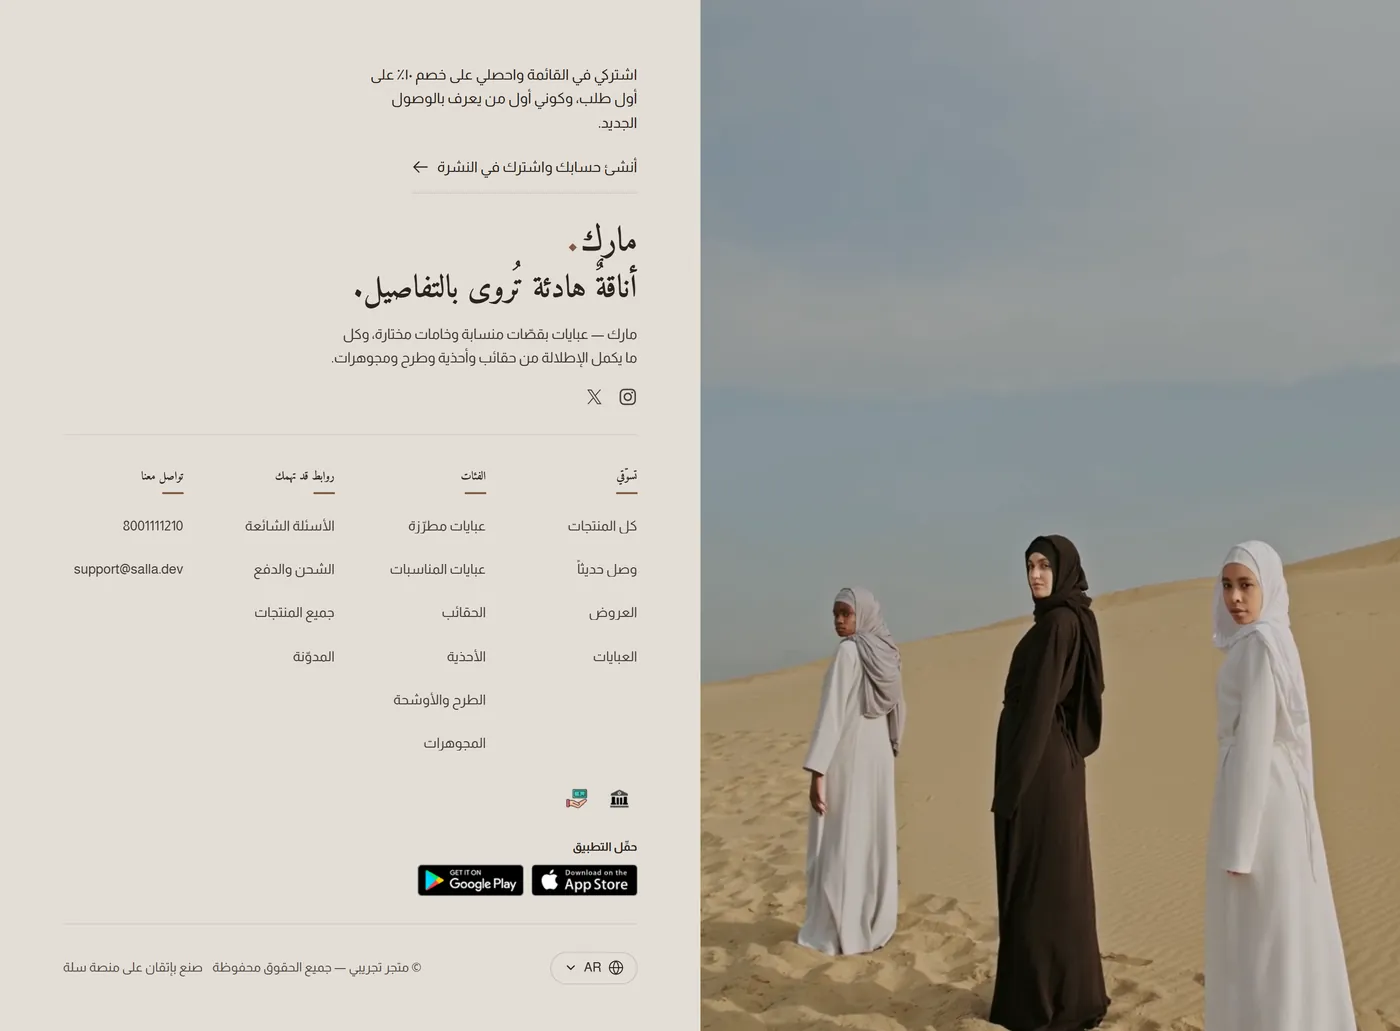 اشتركي في القائمة واحصلي على خصم ١٠٪ على
أول طلب، وكوني أول من يعرف بالوصول
الجديد.
أنشئ حسابك واشترك في النشرة
مارك
أناقةٌ هادئة تُروى بالتفاصيل.
مارك — عبايات بقصّات منسابة وخامات مختارة، وكل
ما يكمل الإطلالة من حقائب وأحذية وطرح ومجوهرات.
تسوّقي
كل المنتجات
وصل حديثاً
العروض
العبايات
الفئات
عبايات مطرّزة
عبايات المناسبات
الحقائب
الأحذية
الطرح والأوشحة
المجوهرات
روابط قد تهمك
الأسئلة الشائعة
الشحن والدفع
جميع المنتجات
المدوّنة
تواصل معنا
8001111210
support@salla.dev
حمّل التطبيق
Download on the
App Store
GET IT ON
Google Play
AR
© متجر تجريبي — جميع الحقوق محفوظة
صنع بإتقان على منصة سلة